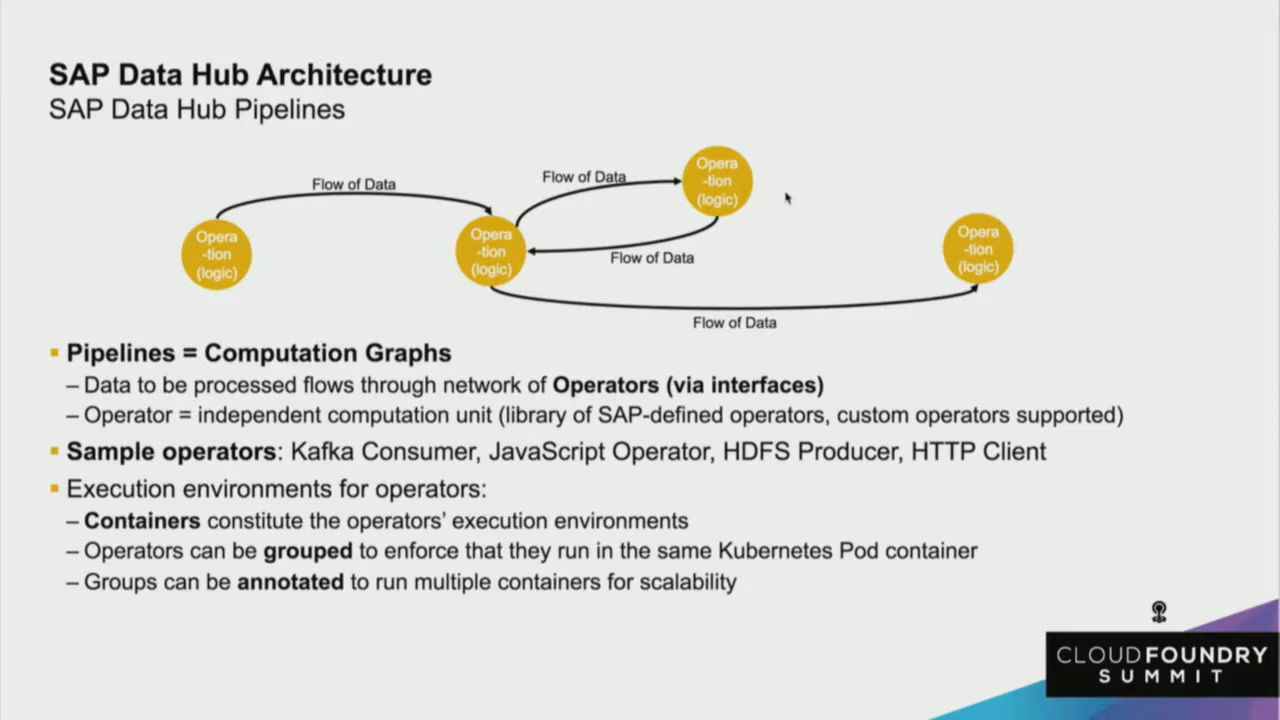 SAP Data Hub Architecture
SAP Data Hub Pipelines
Flow of Data
Flow of Data
Opera
-tion
(logic)
Opera
-tion
(logic)
Opera
-tion
(logic)
Opera
-tion
(logic)
Flow of Data
Flow of Data
▪ Pipelines = Computation Graphs
– Data to be processed flows through network of Operators (via interfaces)
– Operator = independent computation unit (library of SAP-defined operators, custom operators supported)
▪ Sample operators: Kafka Consumer, JavaScript Operator, HDFS Producer, HTTP Client
▪ Execution environments for operators:
– Containers constitute the operators’ execution environments
– Operators can be grouped to enforce that they run in the same Kubernetes Pod container
– Groups can be annotated to run multiple containers for scalability
CLOUDFOUNDRY
SUMMIT